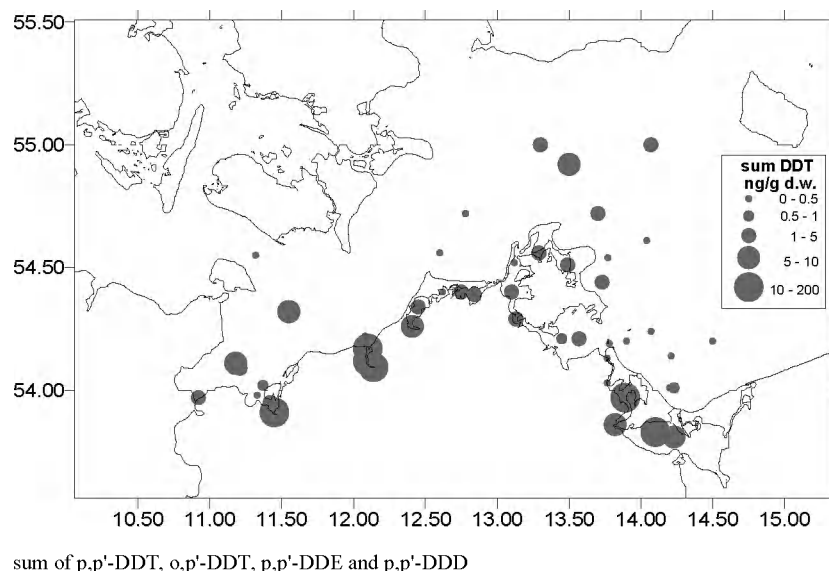 55.50
55.00
54.50
54.00
sum DDT
ng/g d.w.
0 - 0.5
0.5 - 1
1 - 5
5 - 10
10 - 200
10.50 11.00 11.50 12.00 12.50 13.00 13.50 14.00 14.50 15.00
sum of p,p'-DDT, o,p'-DDT, p,p'-DDE and p,p'-DDD